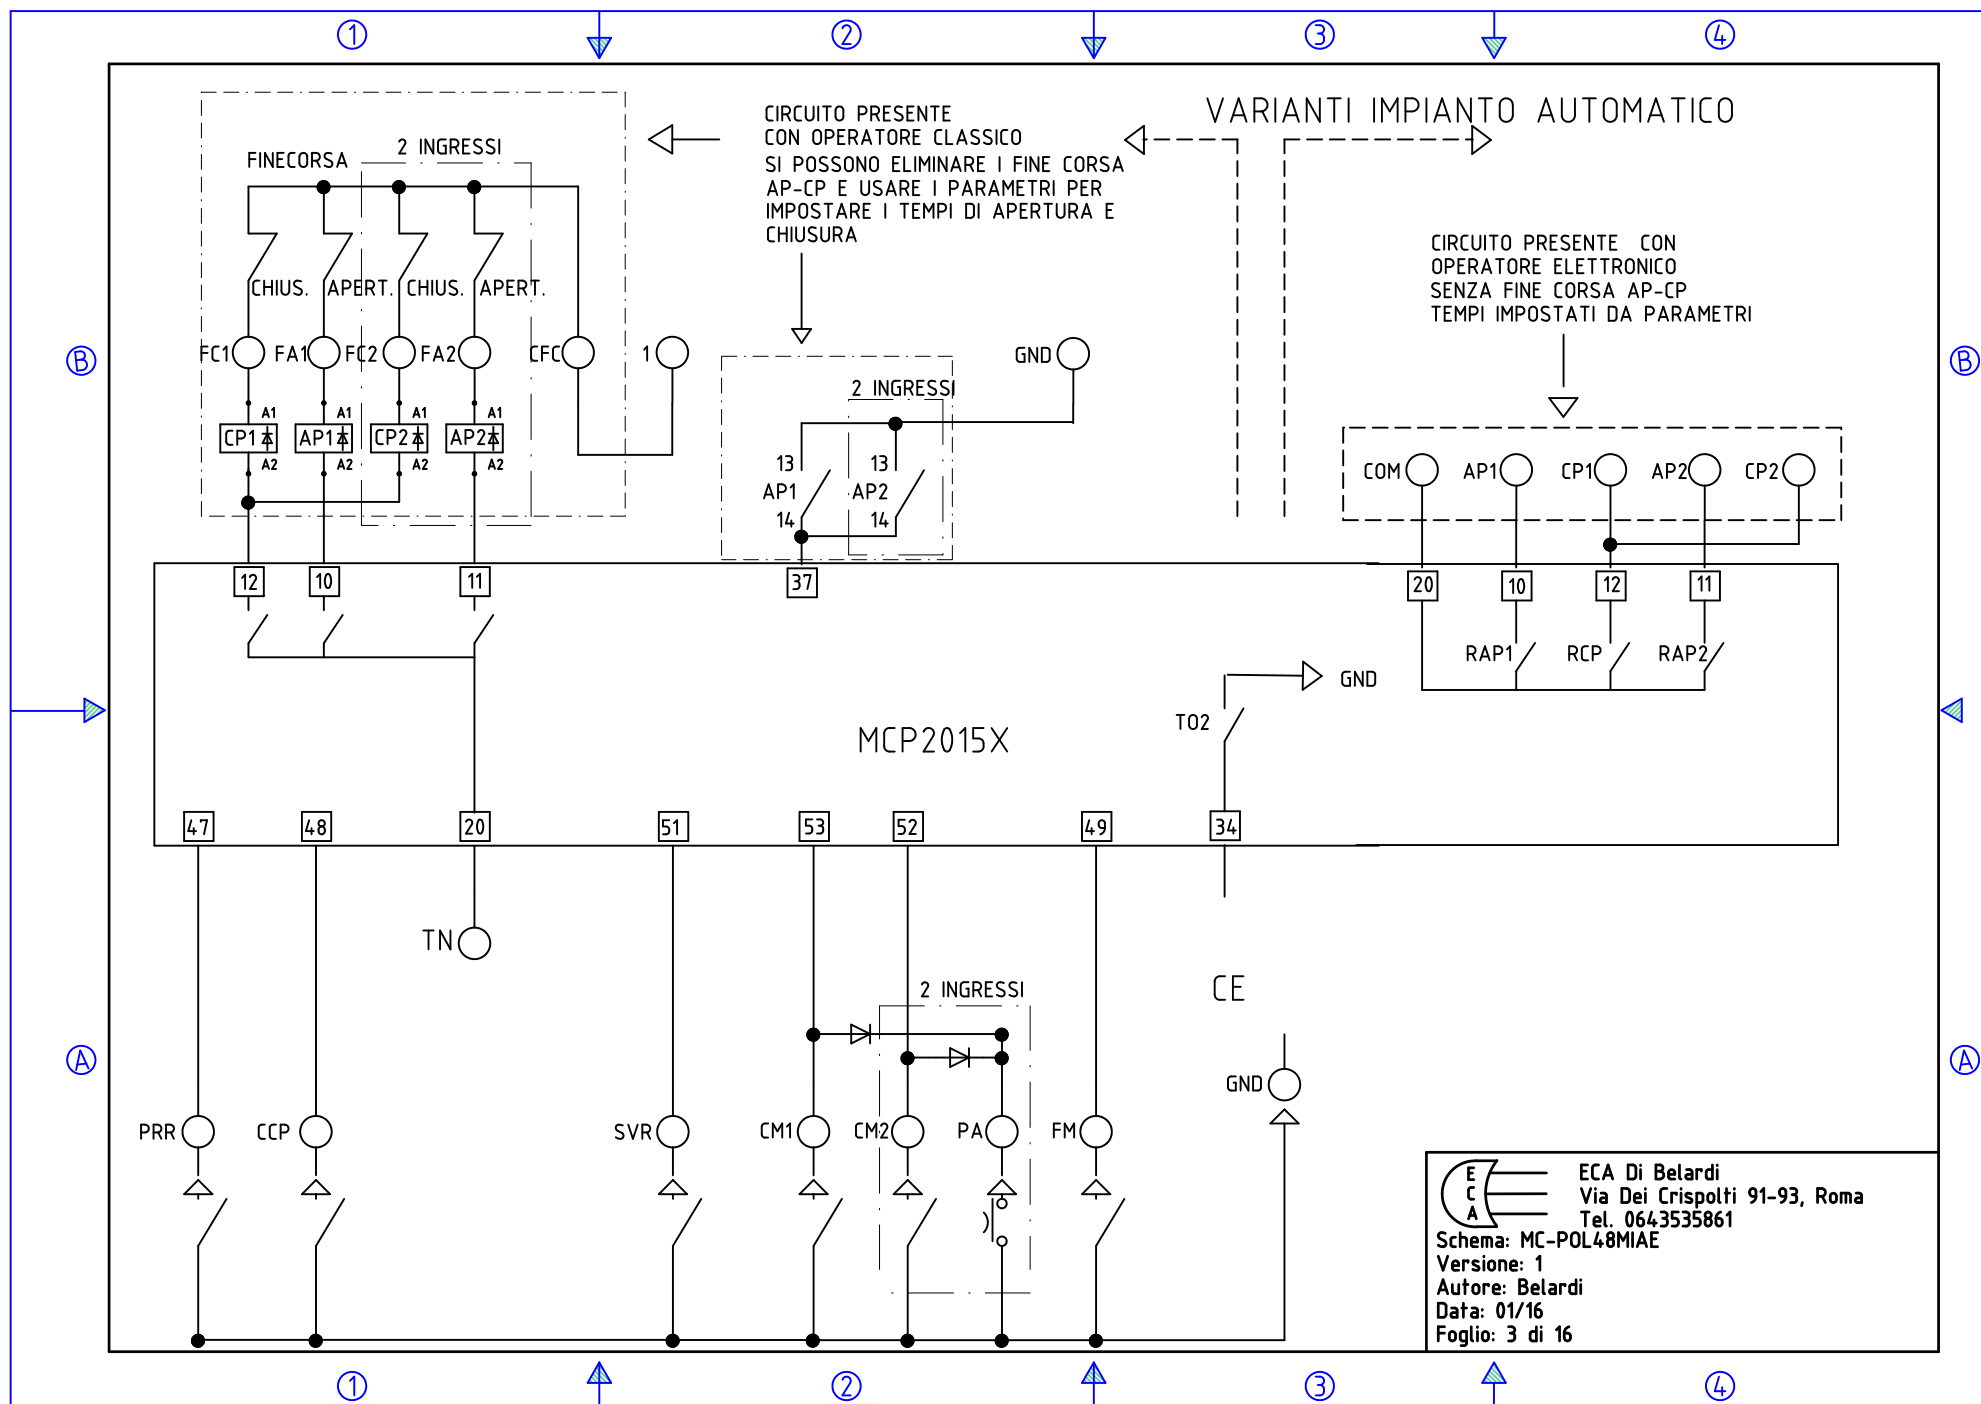 1 2 3 4
VARIANTI IMPIANTO AUTOMATICO
CIRCUITO PRESENTE
CON OPERATORE CLASSICO
SI POSSONO ELIMINARE I FINE CORSA
AP-CP E USARE I PARAMETRI PER
IMPOSTARE I TEMPI DI APERTURA E
CHIUSURA
FINECORSA
2 INGRESSI
CHIUS. APERT. CHIUS. APERT.
CIRCUITO PRESENTE CON
OPERATORE ELETTRONICO
SENZA FINE CORSA AP-CP
TEMPI IMPOSTATI DA PARAMETRI
B B
FC1 FA1 FC2 FA2 CFC 1 GND
2 INGRESSI
A1 A1 A1 A1
CP1 AP1 CP2 AP2
A2 A2 A2 A2
13 13
AP1 AP2
14 14
COM AP1 CP1 AP2 CP2
12 10 11 37 20 10 12 11
RAP1 RCP RAP2
GND
TO2
MCP2015X
47 48 20 51 53 52 49 34
TN
CE
2 INGRESSI
A A
GND
PRR CCP SVR CM1 CM2 PA FM
E
C
A
ECA Di Belardi
Via Dei Crispolti 91-93, Roma
Tel. 0643535861
Schema: MC-POL48MIAE
Versione: 1
Autore: Belardi
Data: 01/16
Foglio: 3 di 16
1 2 3 4